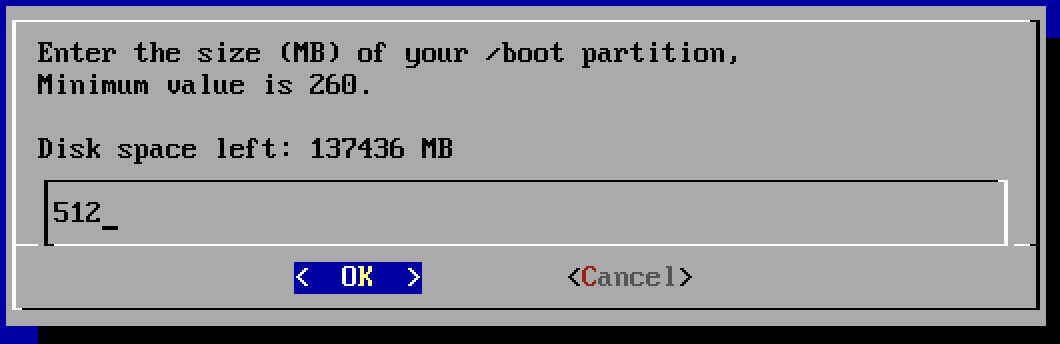 Enter the size (MB) of your /boot partition,
Minimum value is 260.
Disk space left: 137436 MB
512_
< OK > <Cancel>